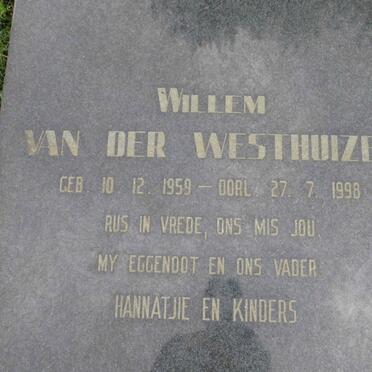 WILLEM
VAN DER WESTHUIZE
GEB. 10. 12. 1959 — OORL. 27. 7. 1998
RUS IN VREDE, ONS MIS JOU
MY EGGENOOT EN ONS VADER
HANNATJIE EN KINDERS